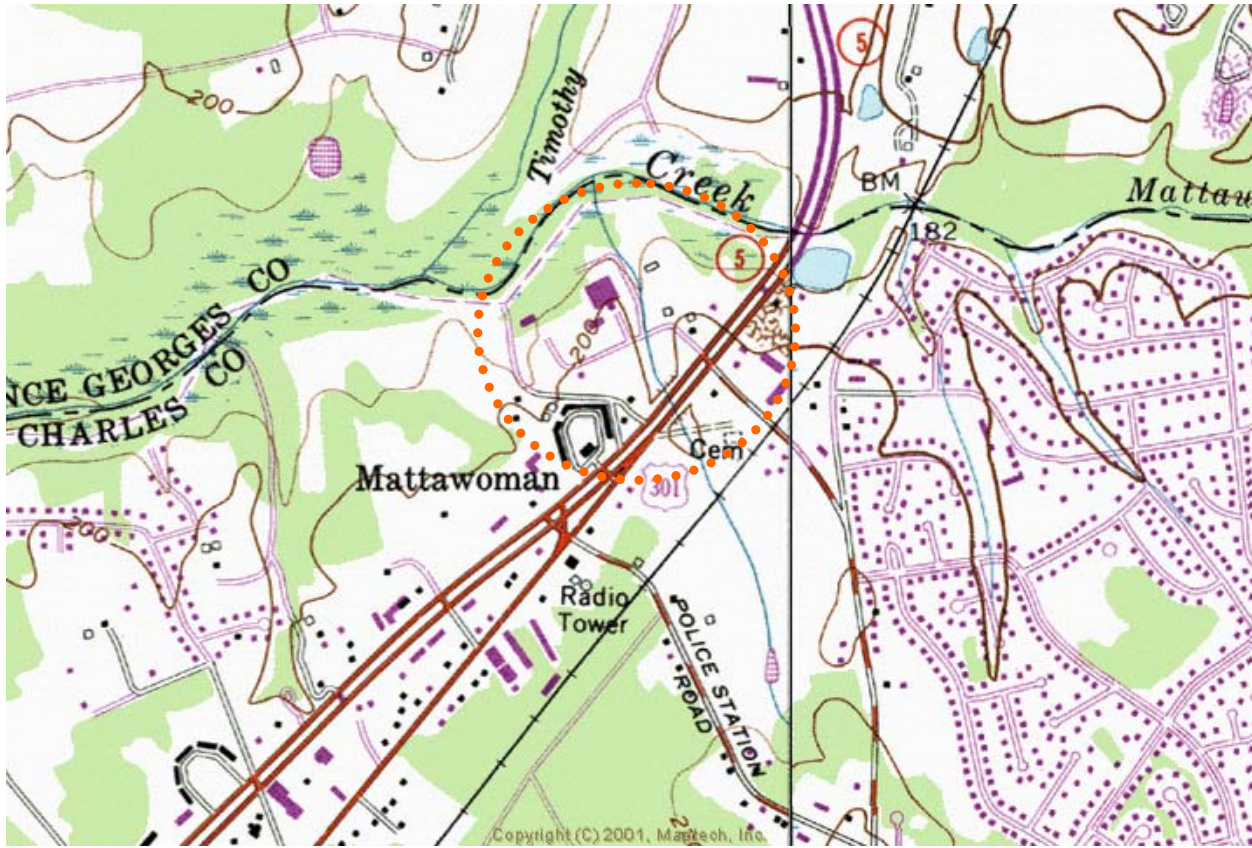 5
200
Timothy
Creek
BM
Mattaw
182
5
NCE GEORGES CO
CHARLES CO
200
Cem
Mattawoman
301
200
Radio
Tower
POLICE STATION
ROAD
Copyright (C) 2001, Maptech, Inc.